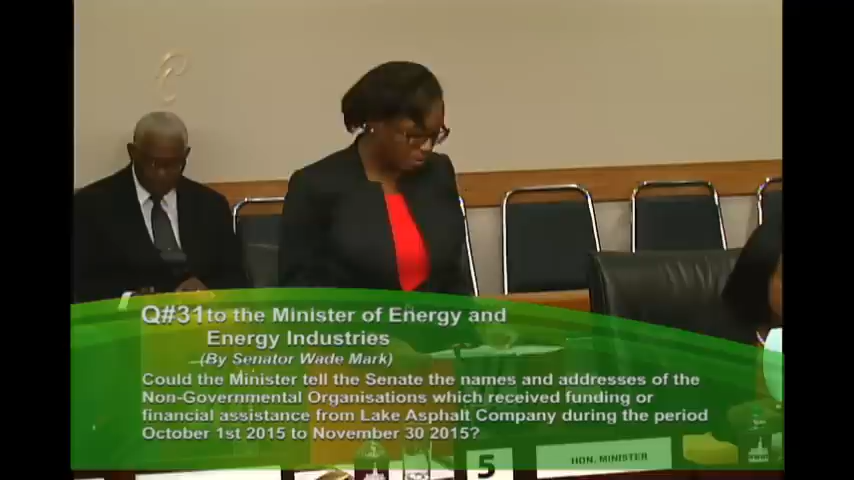 Q#31 to the Minister of Energy and
Energy Industries
(By Senator Wade Mark)
Could the Minister tell the Senate the names and addresses of the
Non-Governmental Organisations which received funding or
financial assistance from Lake Asphalt Company during the period
October 1st 2015 to November 30 2015?
5
HON. MINISTER